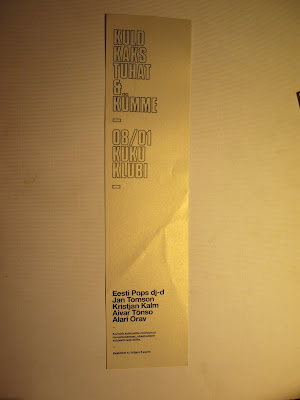 KULD
KAKS
TUHAT
&
KÜMME
–
08/01
KUKU
KLUBI
–
Eesti Pops dj-d
Jan Tomson
Kristjan Kalm
Aivar Tõnso
Alari Orav